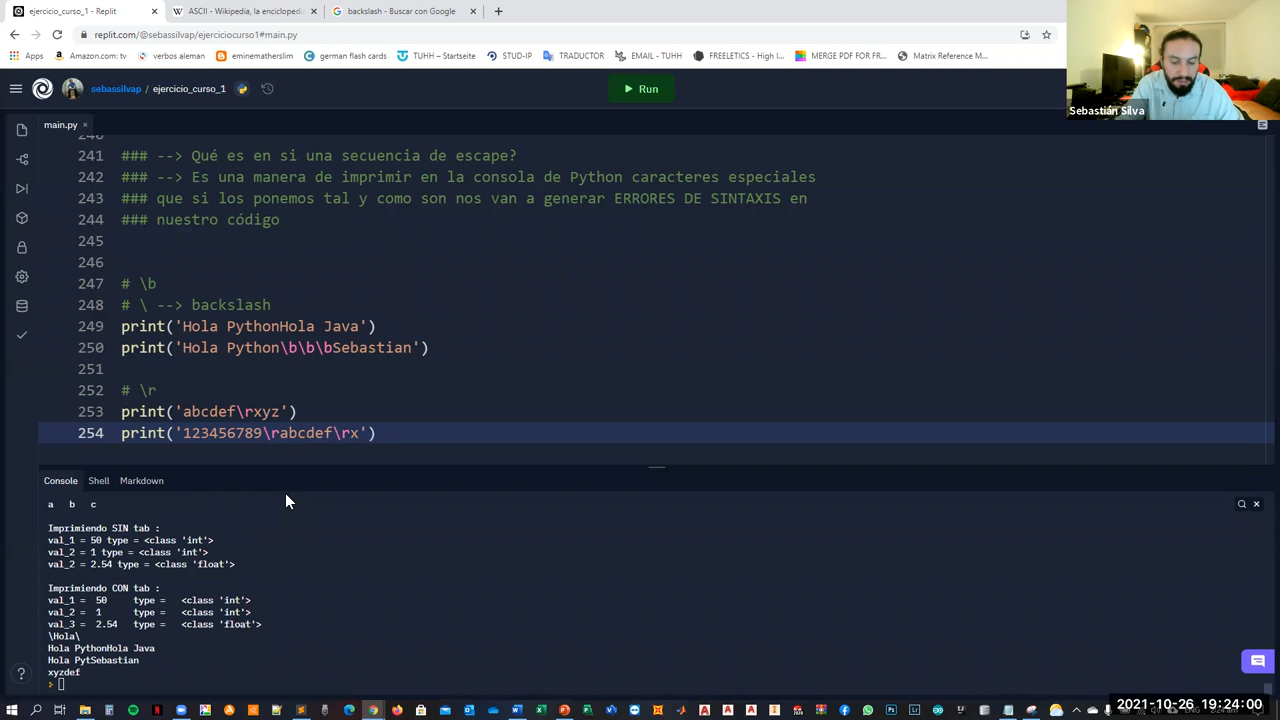 ejercicio_curso_1 - Replit
ASCII - Wikipedia, la encicloped
backslash - Buscar con Google
replit.com/@sebassilvap/ejerciciocurso1#main.py
Apps
Amazon.com: tv
verbos aleman
eminematherslim
german flash cards
TUHH – Startseite
STUD-IP
TRADUCTOR
EMAIL - TUHH
FREELETICS - High I...
MERGE PDF FOR FR...
Matrix Reference M...
Sebastián Silva
sebassilvap / ejercicio_curso_1
Run
main.py
240
241 ### --> Qué es en si una secuencia de escape?
242 ### --> Es una manera de imprimir en la consola de Python caracteres especiales
243 ### que si los ponemos tal y como son nos van a generar ERRORES DE SINTAXIS en
244 ### nuestro código
245
246
247 # \b
248 # \ --> backslash
249 print('Hola PythonHola Java')
250 print('Hola Python\b\b\bSebastian')
251
252 # \r
253 print('abcdef\rxyz')
254 print('123456789\rabcdef\rx')
Console Shell Markdown
a b c
Imprimiendo SIN tab :
val_1 = 50 type = <class 'int'>
val_2 = 1 type = <class 'int'>
val_2 = 2.54 type = <class 'float'>
Imprimiendo CON tab :
val_1 = 50 type = <class 'int'>
val_2 = 1 type = <class 'int'>
val_3 = 2.54 type = <class 'float'>
\Hola\
Hola PythonHola Java
Hola PytSebastian
xyzdef
2021-10-26 19:24:00